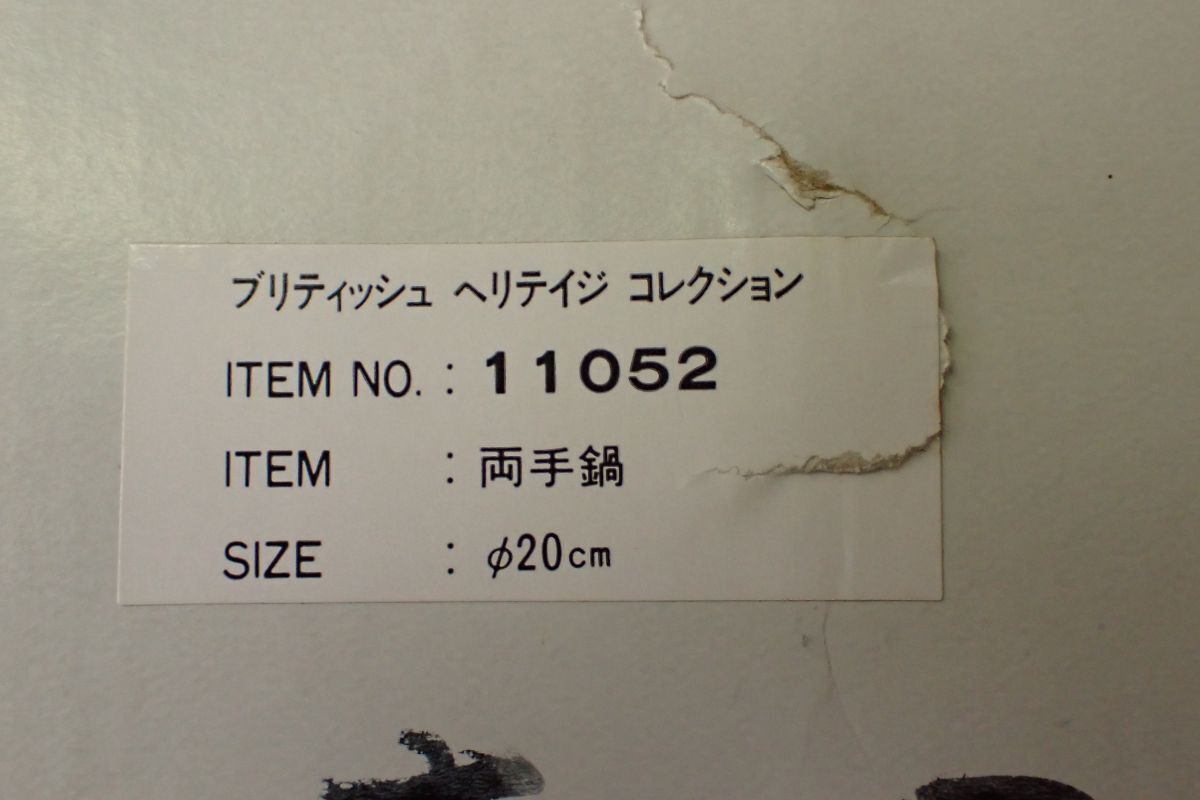 ブリティッシュ ヘリテイジ コレクション
ITEM NO. : 11052
ITEM : 両手鍋
SIZE : φ20cm